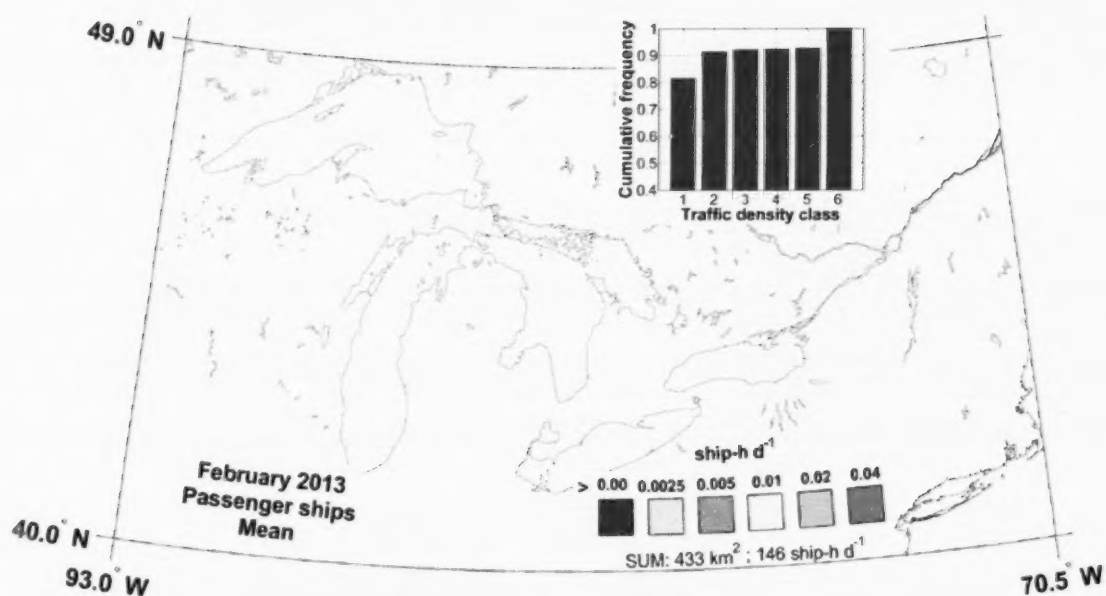 49.0° N
Cumulative frequency
1
0.9
0.8
0.7
0.6
0.5
0.4
1 2 3 4 5 6
Traffic density class
February 2013
Passenger ships
Mean
ship-h d-1
> 0.00 0.0025 0.005 0.01 0.02 0.04
SUM: 433 km2 ; 146 ship-h d-1
40.0° N
93.0° W
70.5° W